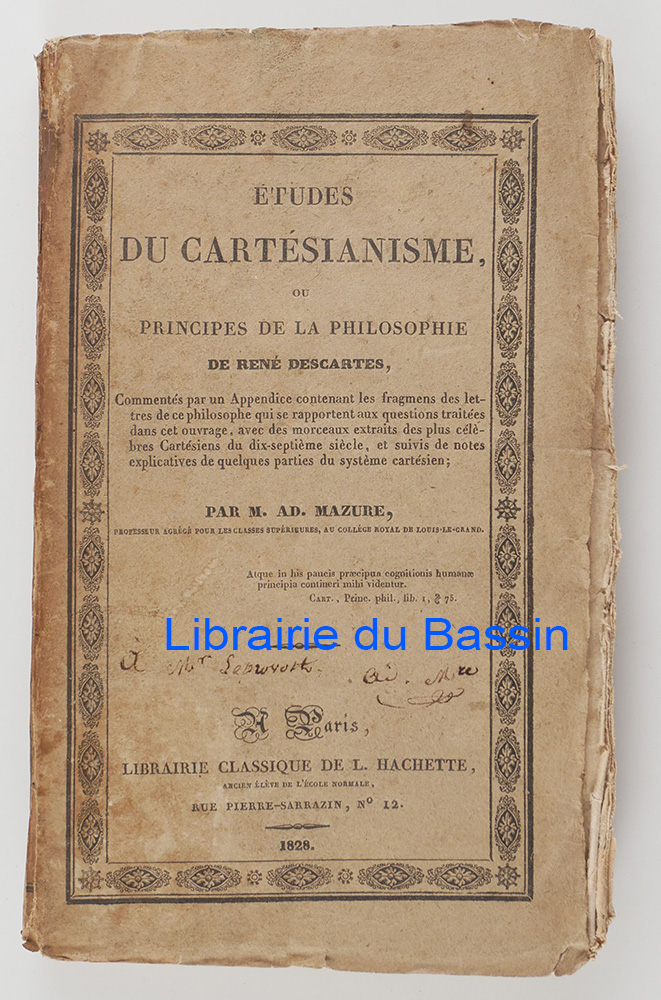 ÉTUDES
DU CARTÉSIANISME,
OU
PRINCIPES DE LA PHILOSOPHIE
DE RENÉ DESCARTES,
Commentés par un Appendice contenant les fragmens des let-
tres de ce philosophe qui se rapportent aux questions traitées
dans cet ouvrage, avec des morceaux extraits des plus célè-
bres Cartésiens du dix-septième siècle, et suivis de notes
explicatives de quelques parties du système cartésien;
PAR M. AD. MAZURE,
PROFESSEUR AGRÉGÉ POUR LES CLASSES SUPÉRIEURES, AU COLLÉGE ROYAL DE LOUIS-LE-GRAND.
Atque in his paucis præcipua cognitionis humanæ
principia contineri mihi videntur.
CART., Princ. phil., lib. 1, § 75.
Librairie du Bassin
À Mr
Ad. Mre
A Paris,
LIBRAIRIE CLASSIQUE DE L. HACHETTE,
ANCIEN ÉLÈVE DE L'ÉCOLE NORMALE,
RUE PIERRE-SARRAZIN, No 12.
1828.